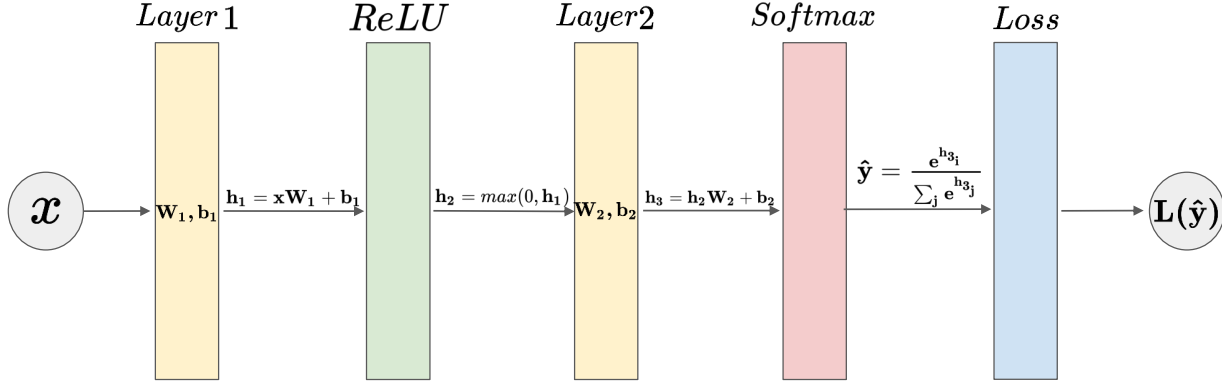 Layer 1
ReLU
Layer2
Softmax
Loss
x
W₁, b₁
h₁ = xW₁ + b₁
h₂ = max(0, h₁)
W₂, b₂
h₃ = h₂W₂ + b₂
ŷ = e^{h₃ᵢ} / ∑ⱼ e^{h₃ⱼ}
L(ŷ)